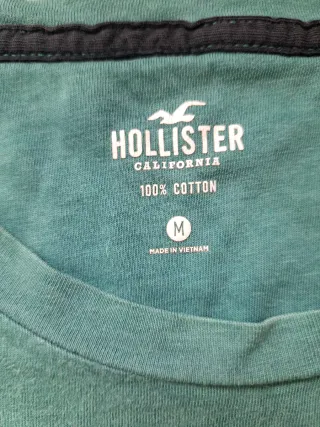 HOLLISTER
CALIFORNIA
100% COTTON
M
MADE IN VIETNAM